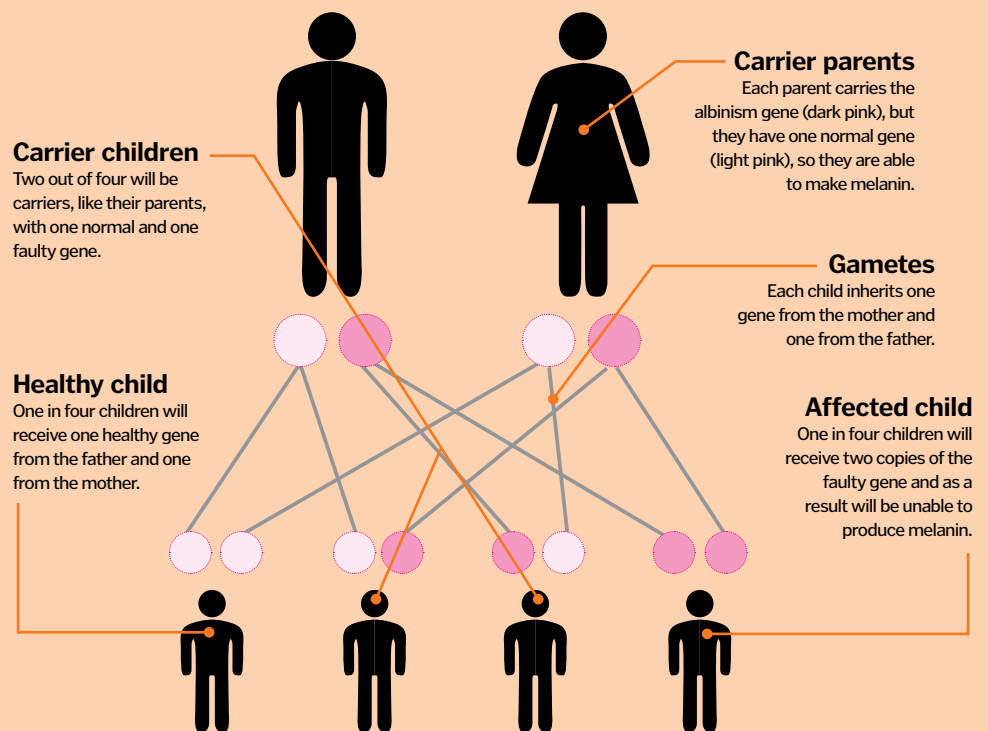 Carrier parents
Each parent carries the
albinism gene (dark pink), but
they have one normal gene
(light pink), so they are able
to make melanin.
Carrier children
Two out of four will be
carriers, like their parents,
with one normal and one
faulty gene.
Gametes
Each child inherits one
gene from the mother and
one from the father.
Healthy child
One in four children will
receive one healthy gene
from the father and one
from the mother.
Affected child
One in four children will
receive two copies of the
faulty gene and as a
result will be unable to
produce melanin.